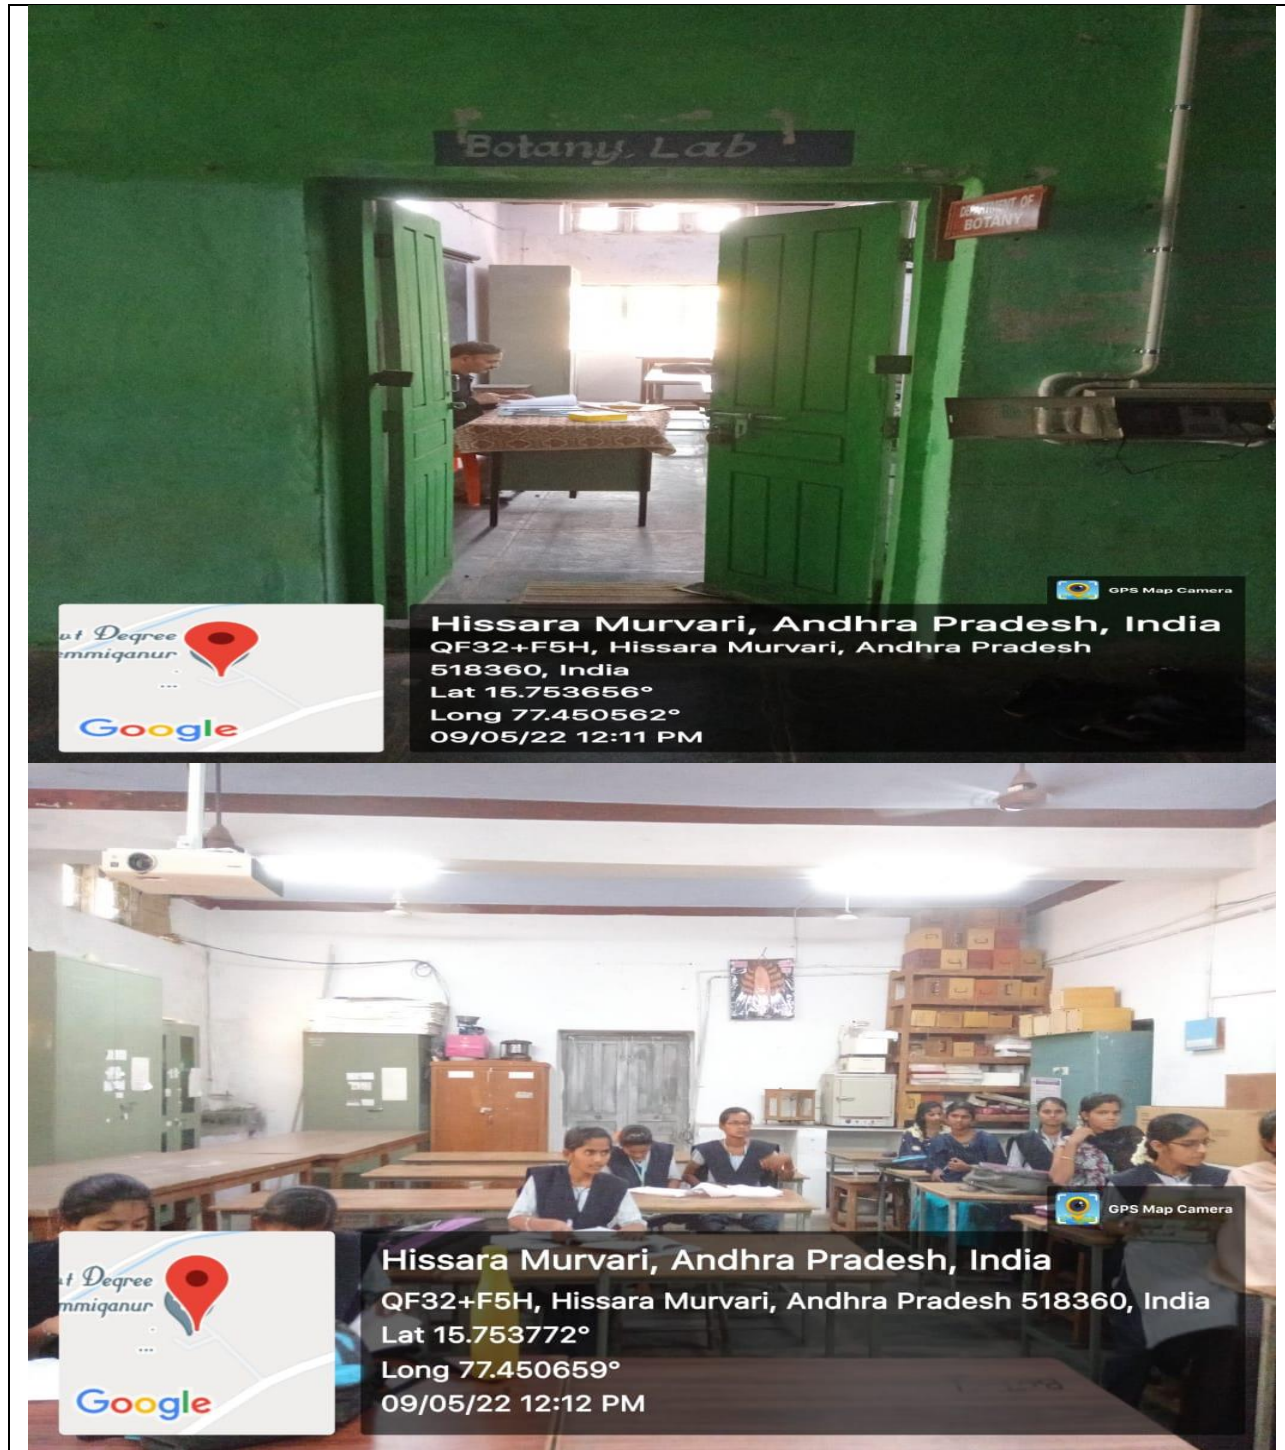 Botany, Lab
DEPARTMENT OF
BOTANY
GPS Map Camera
Degree
Google
Hissara Murvari, Andhra Pradesh, India
QF32+F5H, Hissara Murvari, Andhra Pradesh
518360, India
Lat 15.753656°
Long 77.450562°
09/05/22 12:11 PM
GPS Map Camera
Degree
Google
Hissara Murvari, Andhra Pradesh, India
QF32+F5H, Hissara Murvari, Andhra Pradesh 518360, India
Lat 15.753772°
Long 77.450659°
09/05/22 12:12 PM